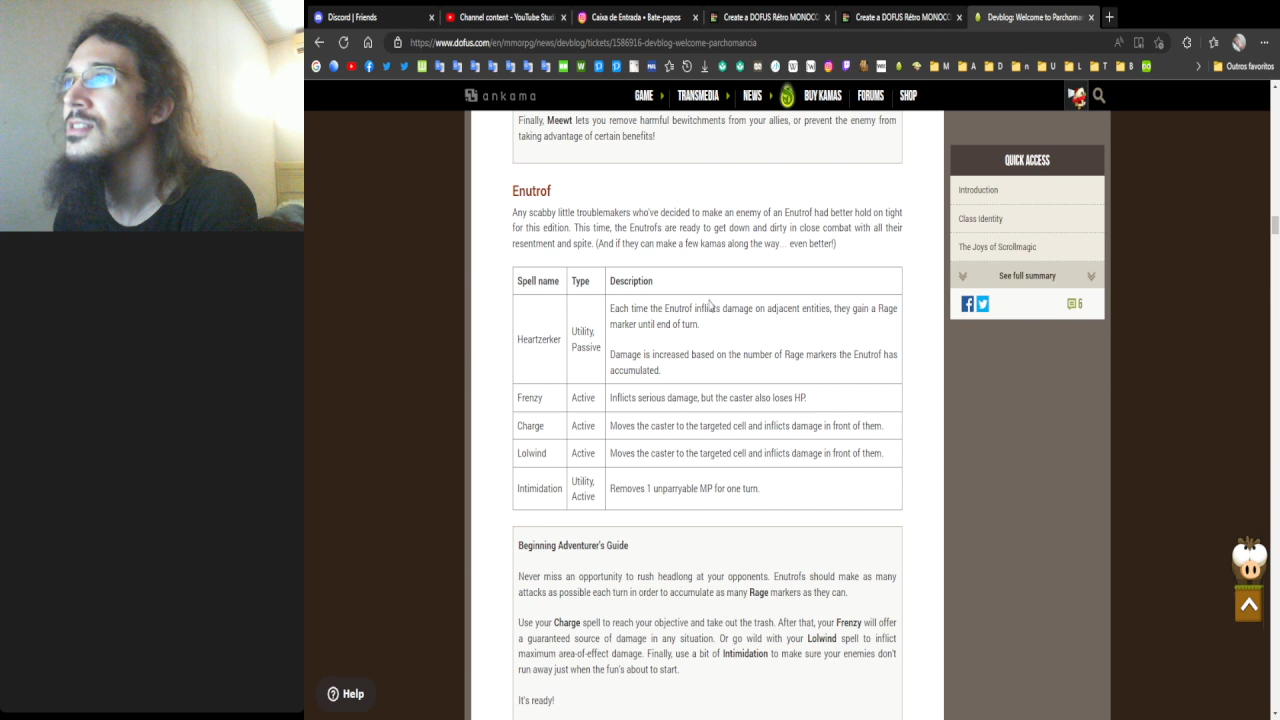 Discord | Friends
Channel content - YouTube Studi
Caixa de Entrada • Bate-papos
Create a DOFUS Rétro MONOCO
Create a DOFUS Rétro MONOCO
Devblog: Welcome to Parchoman
https://www.dofus.com/en/mmorpg/news/devblog/tickets/1586916-devblog-welcome-parchomancia
M
A
D
n
U
L
T
B
Outros favoritos
ankama
GAME
TRANSMEDIA
NEWS
BUY KAMAS
FORUMS
SHOP
Finally, Meewt lets you remove harmful bewitchments from your allies, or prevent the enemy from
taking advantage of certain benefits!
Enutrof
Any scabby little troublemakers who've decided to make an enemy of an Enutrof had better hold on tight
for this edition. This time, the Enutrofs are ready to get down and dirty in close combat with all their
resentment and spite. (And if they can make a few kamas along the way... even better!)
Spell name Type Description
Heartzerker
Utility,
Passive
Each time the Enutrof inflicts damage on adjacent entities, they gain a Rage
marker until end of turn.
Damage is increased based on the number of Rage markers the Enutrof has
accumulated.
Frenzy Active Inflicts serious damage, but the caster also loses HP.
Charge Active Moves the caster to the targeted cell and inflicts damage in front of them.
Lolwind Active Moves the caster to the targeted cell and inflicts damage in front of them.
Intimidation
Utility,
Active
Removes 1 unparryable MP for one turn.
Beginning Adventurer's Guide
Never miss an opportunity to rush headlong at your opponents. Enutrofs should make as many
attacks as possible each turn in order to accumulate as many Rage markers as they can.
Use your Charge spell to reach your objective and take out the trash. After that, your Frenzy will offer
a guaranteed source of damage in any situation. Or go wild with your Lolwind spell to inflict
maximum area-of-effect damage. Finally, use a bit of Intimidation to make sure your enemies don't
run away just when the fun's about to start.
It's ready!
QUICK ACCESS
Introduction
Class Identity
The Joys of Scrollmagic
See full summary
6
Help